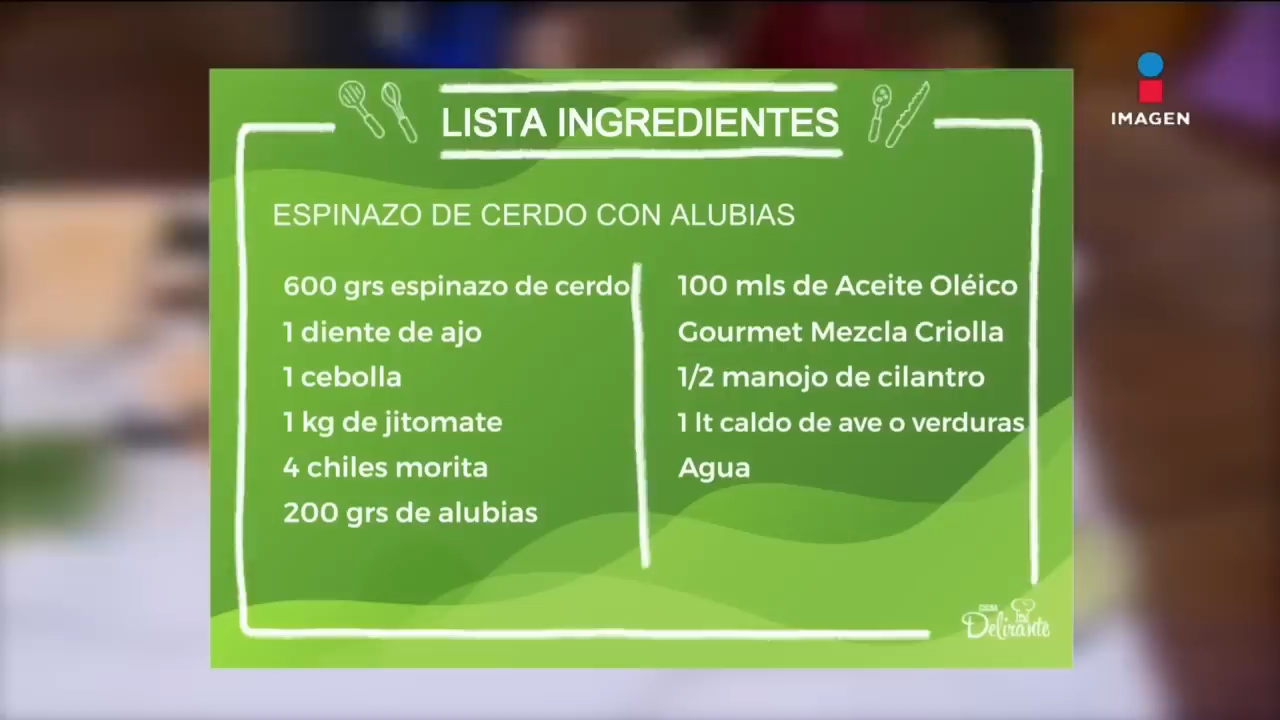 LISTA INGREDIENTES
IMAGEN
ESPINAZO DE CERDO CON ALUBIAS
600 grs espinazo de cerdo
1 diente de ajo
1 cebolla
1 kg de jitomate
4 chiles morita
200 grs de alubias
100 mls de Aceite Oléico
Gourmet Mezcla Criolla
1/2 manojo de cilantro
1 lt caldo de ave o verduras
Agua
COCINA
Delirante